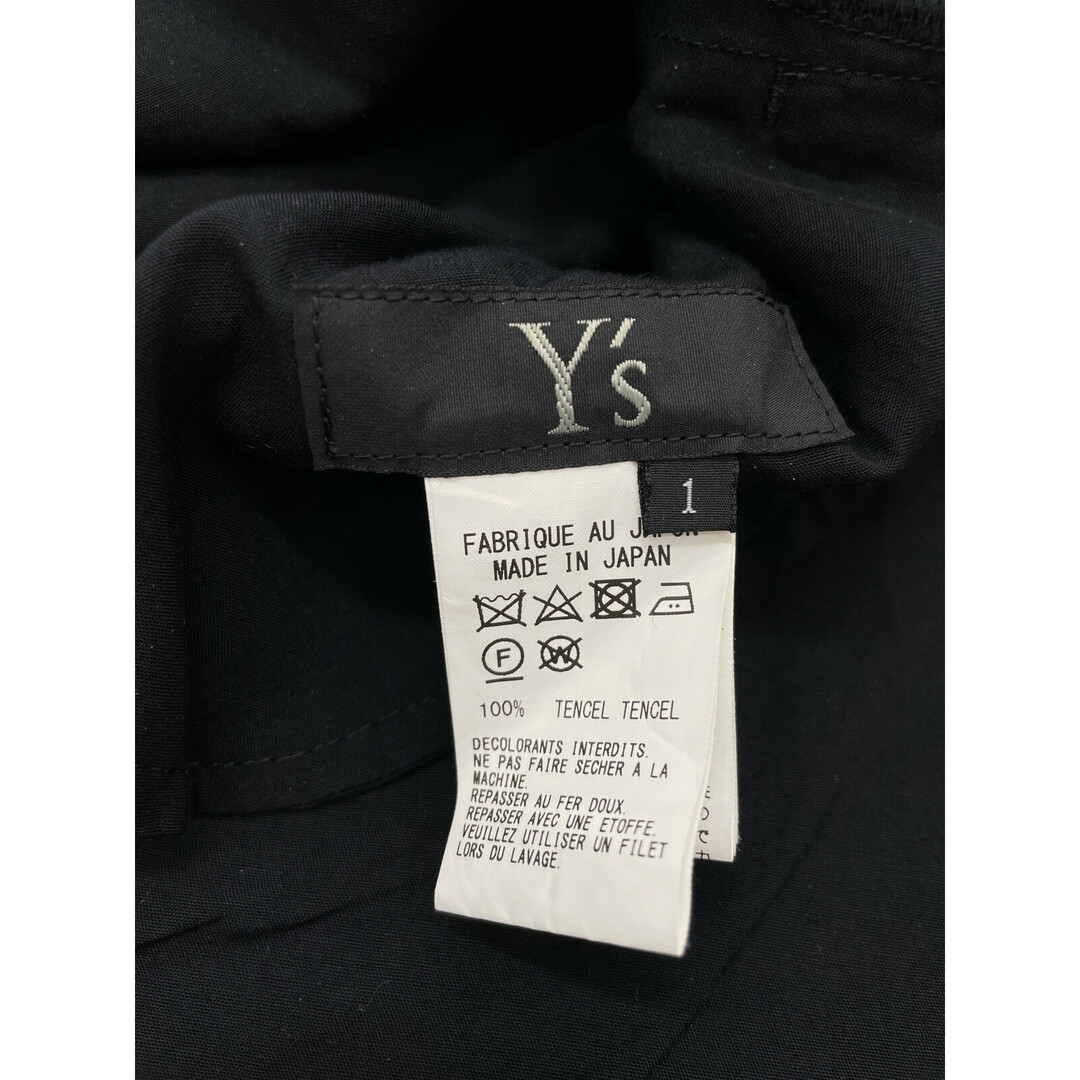 Y's
1
FABRIQUE AU JAPON
MADE IN JAPAN
F
W
100% TENCEL TENCEL
DECOLORANTS INTERDITS.
NE PAS FAIRE SECHER A LA
MACHINE.
REPASSER AU FER DOUX.
REPASSER AVEC UNE ETOFFE.
VEUILLEZ UTILISER UN FILET
LORS DU LAVAGE.